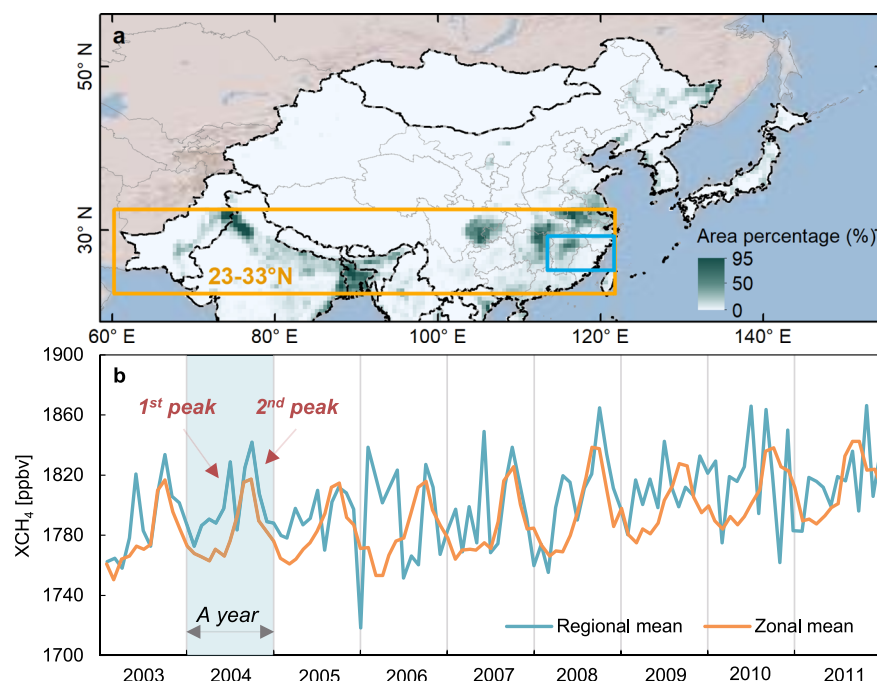 a
50° N
30° N
23-33°N
Area percentage (%)
95
50
0
60° E
80° E
100° E
120° E
140° E
b
1900
1860
1820
1780
1740
1700
XCH4 [ppbv]
1st peak
2nd peak
A year
Regional mean
Zonal mean
2003
2004
2005
2006
2007
2008
2009
2010
2011